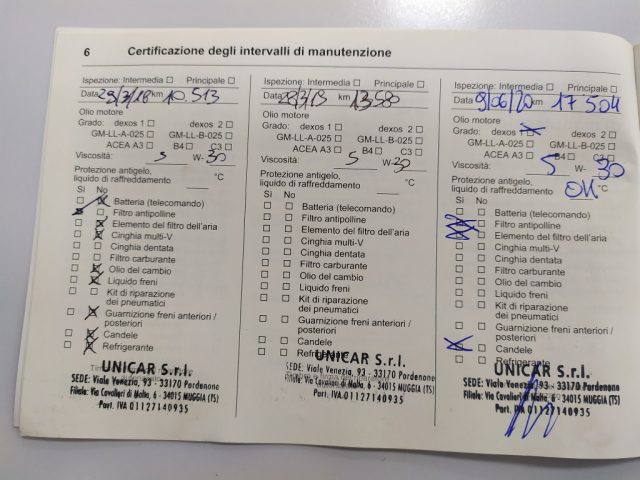 6 Certificazione degli intervalli di manutenzione
Ispezione: Intermedia Principale
Data 29/3/18 km 10.513
Olio motore
Grado: dexos 1 dexos 2
GM-LL-A-025 GM-LL-B-025
ACEA A3 B4 C3
Viscosità: 5 W- 30
Protezione antigelo,
liquido di raffreddamento °C
Sì No
Batteria (telecomando)
Filtro antipolline
Elemento del filtro dell'aria
Cinghia multi-V
Cinghia dentata
Filtro carburante
Olio del cambio
Liquido freni
Kit di riparazione
dei pneumatici
Guarnizione freni anteriori /
posteriori
Candele
Refrigerante
UNICAR S.r.l.
SEDE: Viale Venezia, 93 - 33170 Pordenone
Filiale: Via Cavalieri di Malta, 6 - 34015 MUGGIA (TS)
Part. IVA 01127140935
Ispezione: Intermedia Principale
Data 28/3/19 km
Olio motore
Grado: dexos 1 dexos 2
GM-LL-A-025 GM-LL-B-025
ACEA A3 B4 C3
Viscosità: 5 W- 30
Protezione antigelo,
liquido di raffreddamento °C
Sì No
Batteria (telecomando)
Filtro antipolline
Elemento del filtro dell'aria
Cinghia multi-V
Cinghia dentata
Filtro carburante
Olio del cambio
Liquido freni
Kit di riparazione
dei pneumatici
Guarnizione freni anteriori /
posteriori
Candele
Refrigerante
UNICAR S.r.l.
SEDE: Viale Venezia, 93 - 33170 Pordenone
Filiale: Via Cavalieri di Malta, 6 - 34015 MUGGIA (TS)
Part. IVA 01127140935
Ispezione: Intermedia Principale
Data 9/06/20 km 17504
Olio motore
Grado: dexos 1 dexos 2
GM-LL-A-025 GM-LL-B-025
ACEA A3 B4 C3
Viscosità: 5 W- 30
Protezione antigelo,
liquido di raffreddamento OK °C
Sì No
Batteria (telecomando)
Filtro antipolline
Elemento del filtro dell'aria
Cinghia multi-V
Cinghia dentata
Filtro carburante
Olio del cambio
Liquido freni
Kit di riparazione
dei pneumatici
Guarnizione freni anteriori /
posteriori
Candele
Refrigerante
UNICAR S.r.l.
SEDE: Viale Venezia, 93 - 33170 Pordenone
Filiale: Via Cavalieri di Malta, 6 - 34015 MUGGIA (TS)
Part. IVA 01127140935